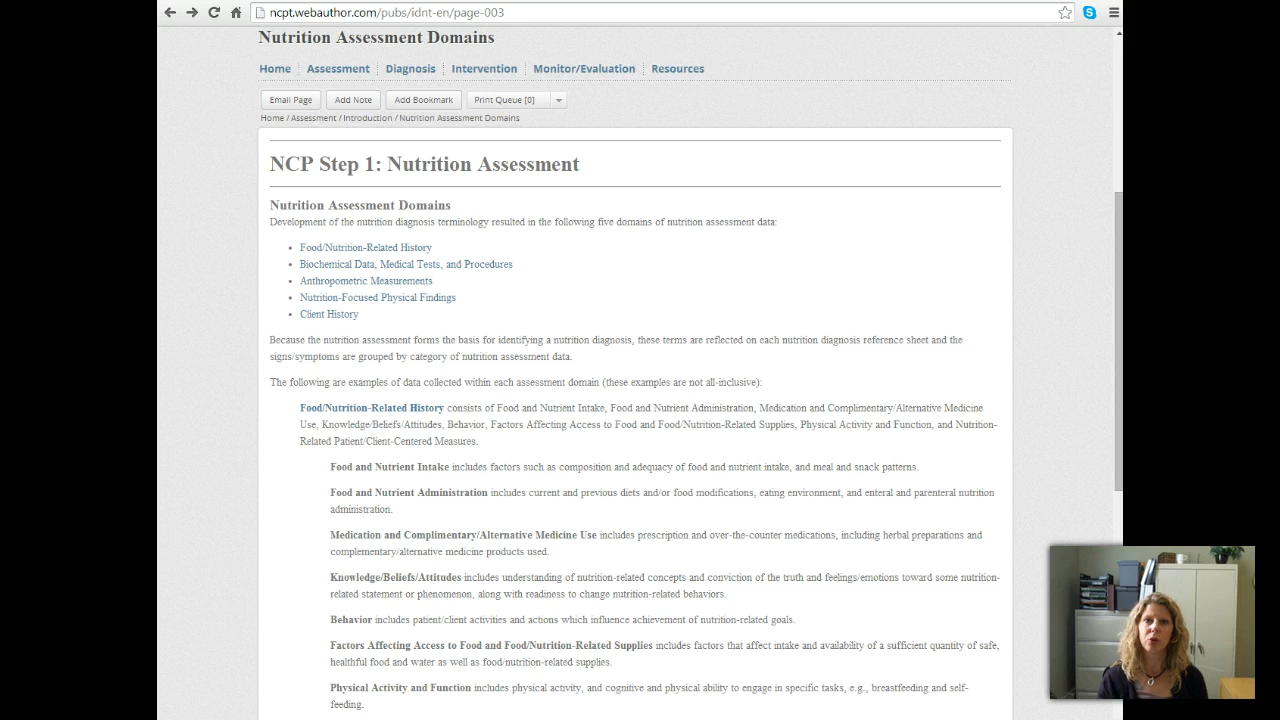 ncpt.webauthor.com/pubs/idnt-en/page-003
Nutrition Assessment Domains
Home Assessment Diagnosis Intervention Monitor/Evaluation Resources
Email Page Add Note Add Bookmark Print Queue [0]
Home / Assessment / Introduction / Nutrition Assessment Domains
NCP Step 1: Nutrition Assessment
Nutrition Assessment Domains
Development of the nutrition diagnosis terminology resulted in the following five domains of nutrition assessment data:
• Food/Nutrition-Related History
• Biochemical Data, Medical Tests, and Procedures
• Anthropometric Measurements
• Nutrition-Focused Physical Findings
• Client History
Because the nutrition assessment forms the basis for identifying a nutrition diagnosis, these terms are reflected on each nutrition diagnosis reference sheet and the
signs/symptoms are grouped by category of nutrition assessment data.
The following are examples of data collected within each assessment domain (these examples are not all-inclusive):
Food/Nutrition-Related History consists of Food and Nutrient Intake, Food and Nutrient Administration, Medication and Complimentary/Alternative Medicine
Use, Knowledge/Beliefs/Attitudes, Behavior, Factors Affecting Access to Food and Food/Nutrition-Related Supplies, Physical Activity and Function, and Nutrition-
Related Patient/Client-Centered Measures.
Food and Nutrient Intake includes factors such as composition and adequacy of food and nutrient intake, and meal and snack patterns.
Food and Nutrient Administration includes current and previous diets and/or food modifications, eating environment, and enteral and parenteral nutrition
administration.
Medication and Complimentary/Alternative Medicine Use includes prescription and over-the-counter medications, including herbal preparations and
complementary/alternative medicine products used.
Knowledge/Beliefs/Attitudes includes understanding of nutrition-related concepts and conviction of the truth and feelings/emotions toward some nutrition-
related statement or phenomenon, along with readiness to change nutrition-related behaviors.
Behavior includes patient/client activities and actions which influence achievement of nutrition-related goals.
Factors Affecting Access to Food and Food/Nutrition-Related Supplies includes factors that affect intake and availability of a sufficient quantity of safe,
healthful food and water as well as food/nutrition-related supplies.
Physical Activity and Function includes physical activity, and cognitive and physical ability to engage in specific tasks, e.g., breastfeeding and self-
feeding.